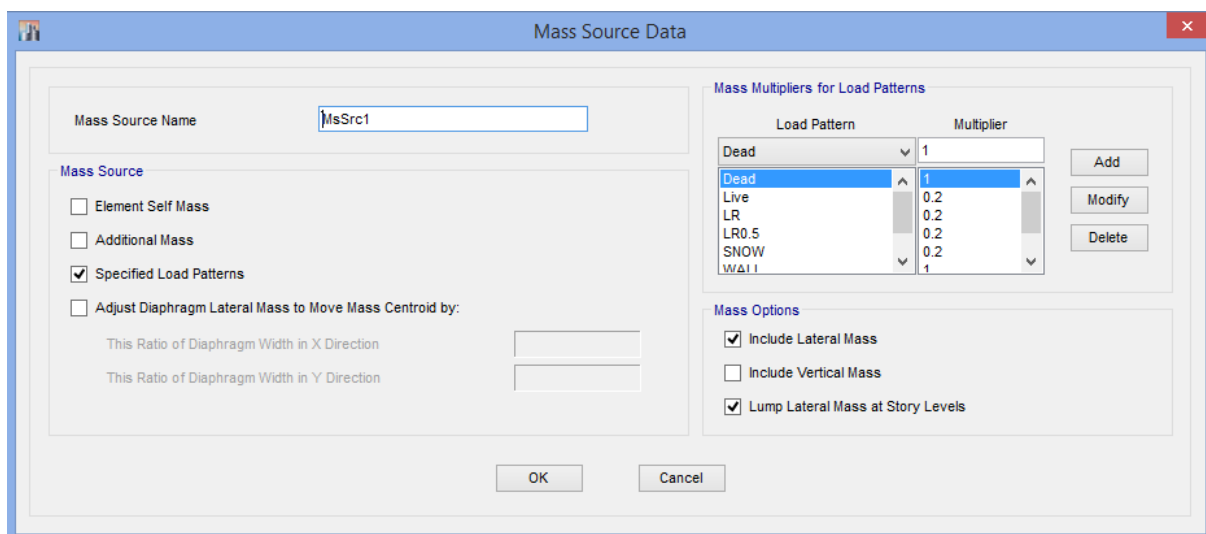 Mass Source Data
Mass Source Name
MsSrc1
Mass Source
Element Self Mass
Additional Mass
Specified Load Patterns
Adjust Diaphragm Lateral Mass to Move Mass Centroid by:
This Ratio of Diaphragm Width in X Direction
This Ratio of Diaphragm Width in Y Direction
Mass Multipliers for Load Patterns
Load Pattern Multiplier
Dead 1
Dead 1
Live 0.2
LR 0.2
LR0.5 0.2
SNOW 0.2
WALL 1
Add
Modify
Delete
Mass Options
Include Lateral Mass
Include Vertical Mass
Lump Lateral Mass at Story Levels
OK Cancel